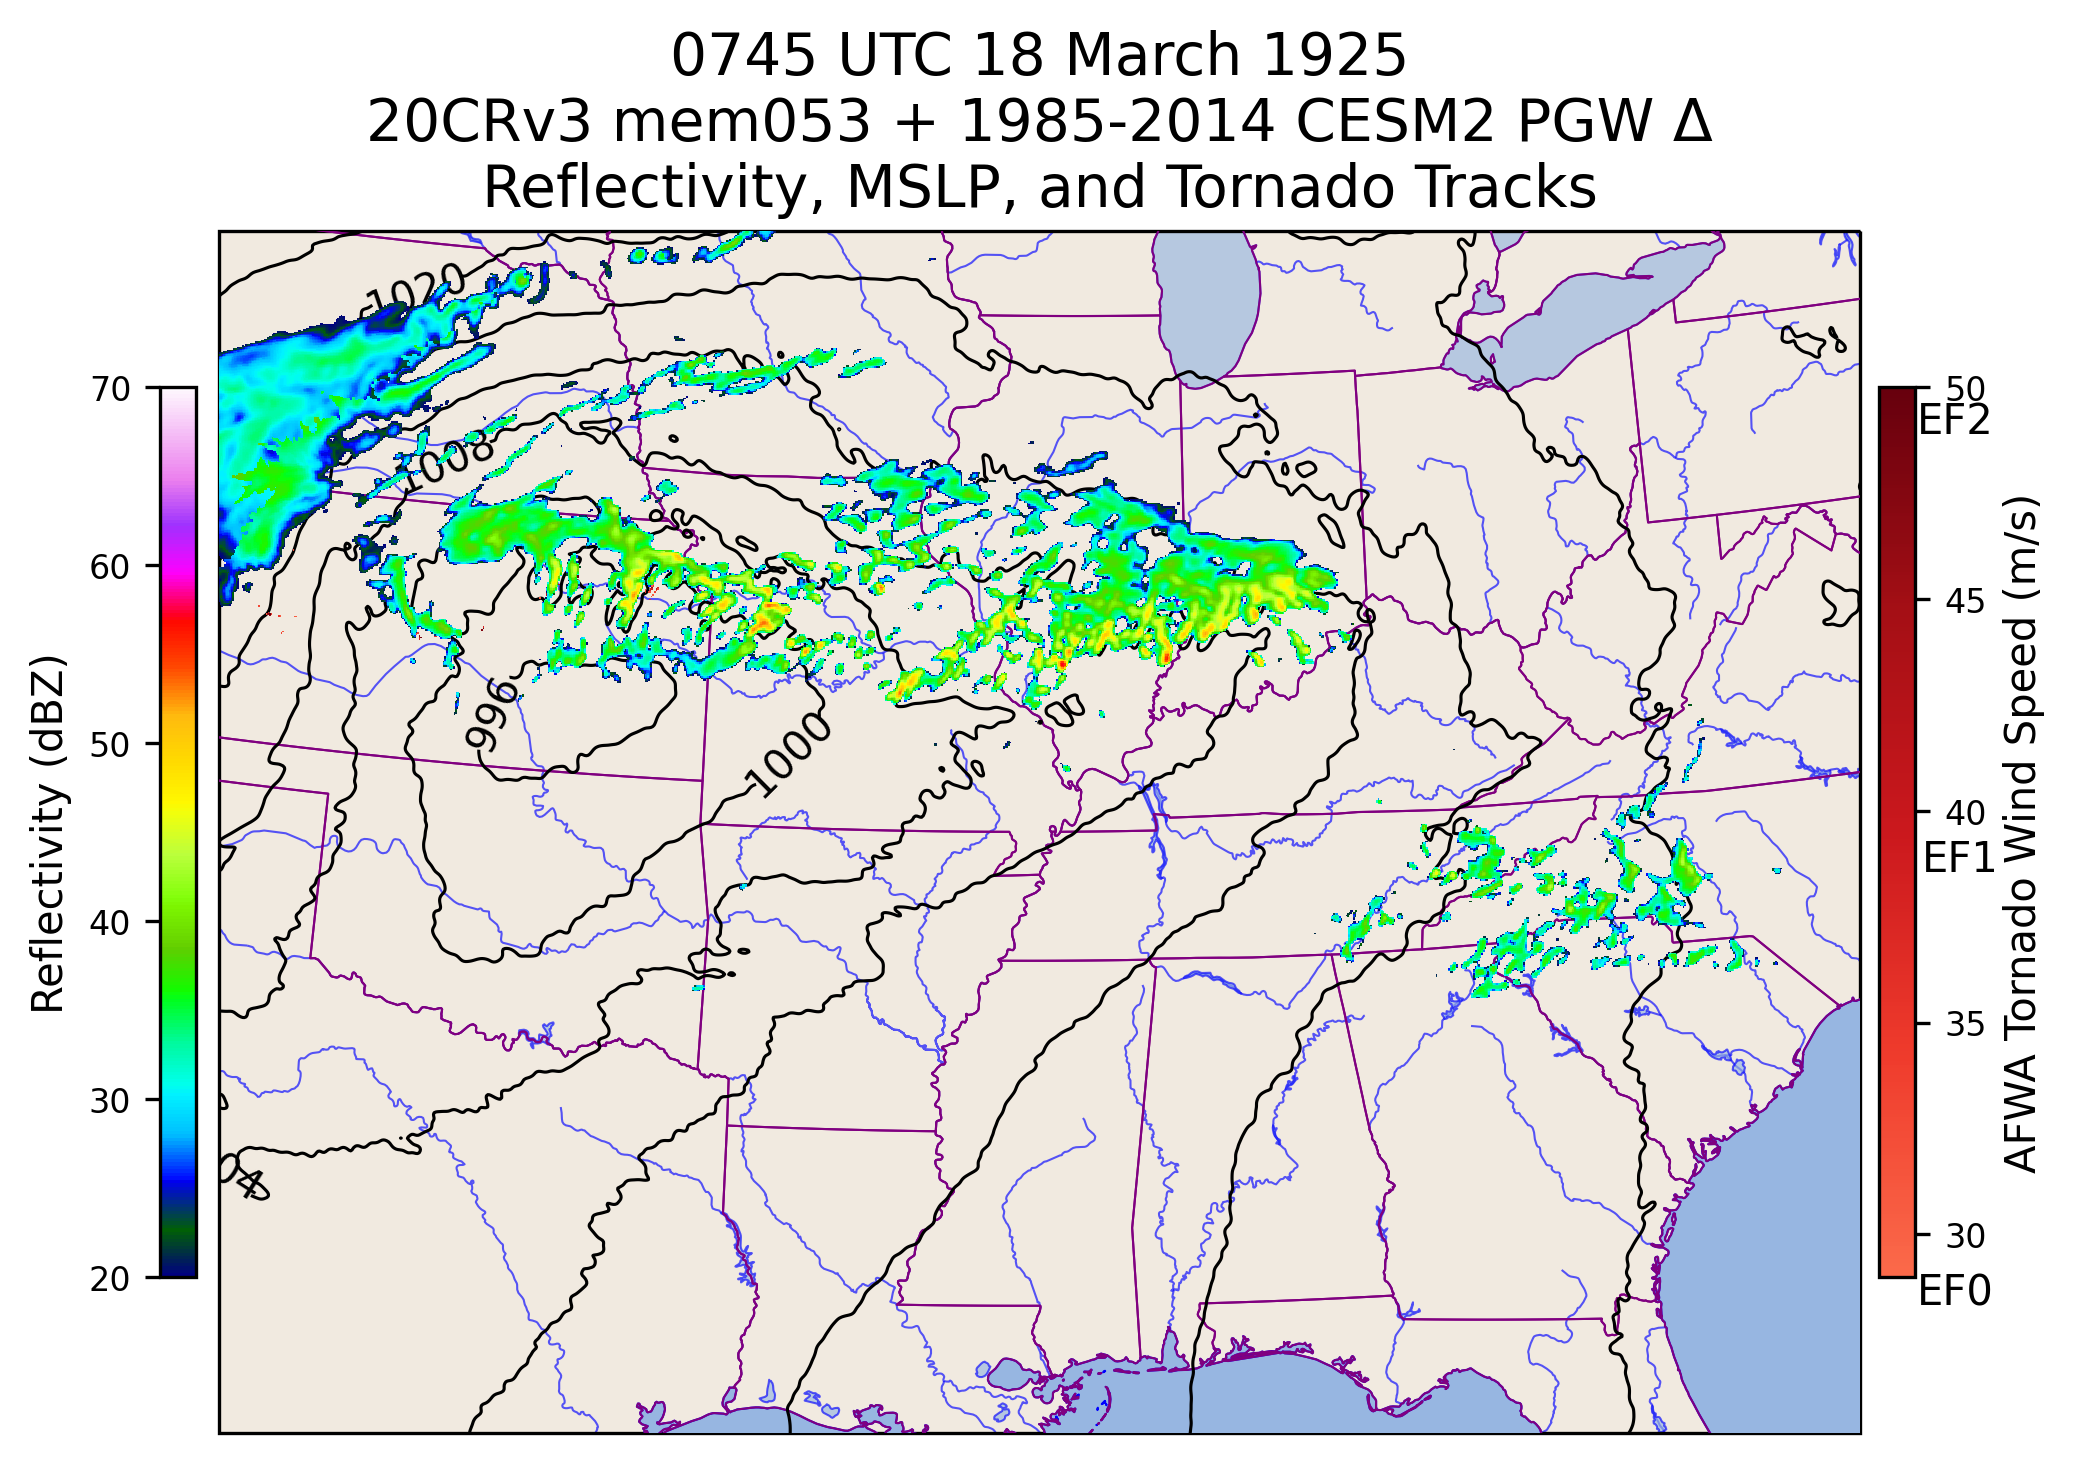 0745 UTC 18 March 1925
20CRv3 mem053 + 1985-2014 CESM2 PGW Δ
Reflectivity, MSLP, and Tornado Tracks
Reflectivity (dBZ)
70
60
50
40
30
20
1020
1008
996
1000
04
50
EF2
45
40
EF1
35
30
EF0
AFWA Tornado Wind Speed (m/s)